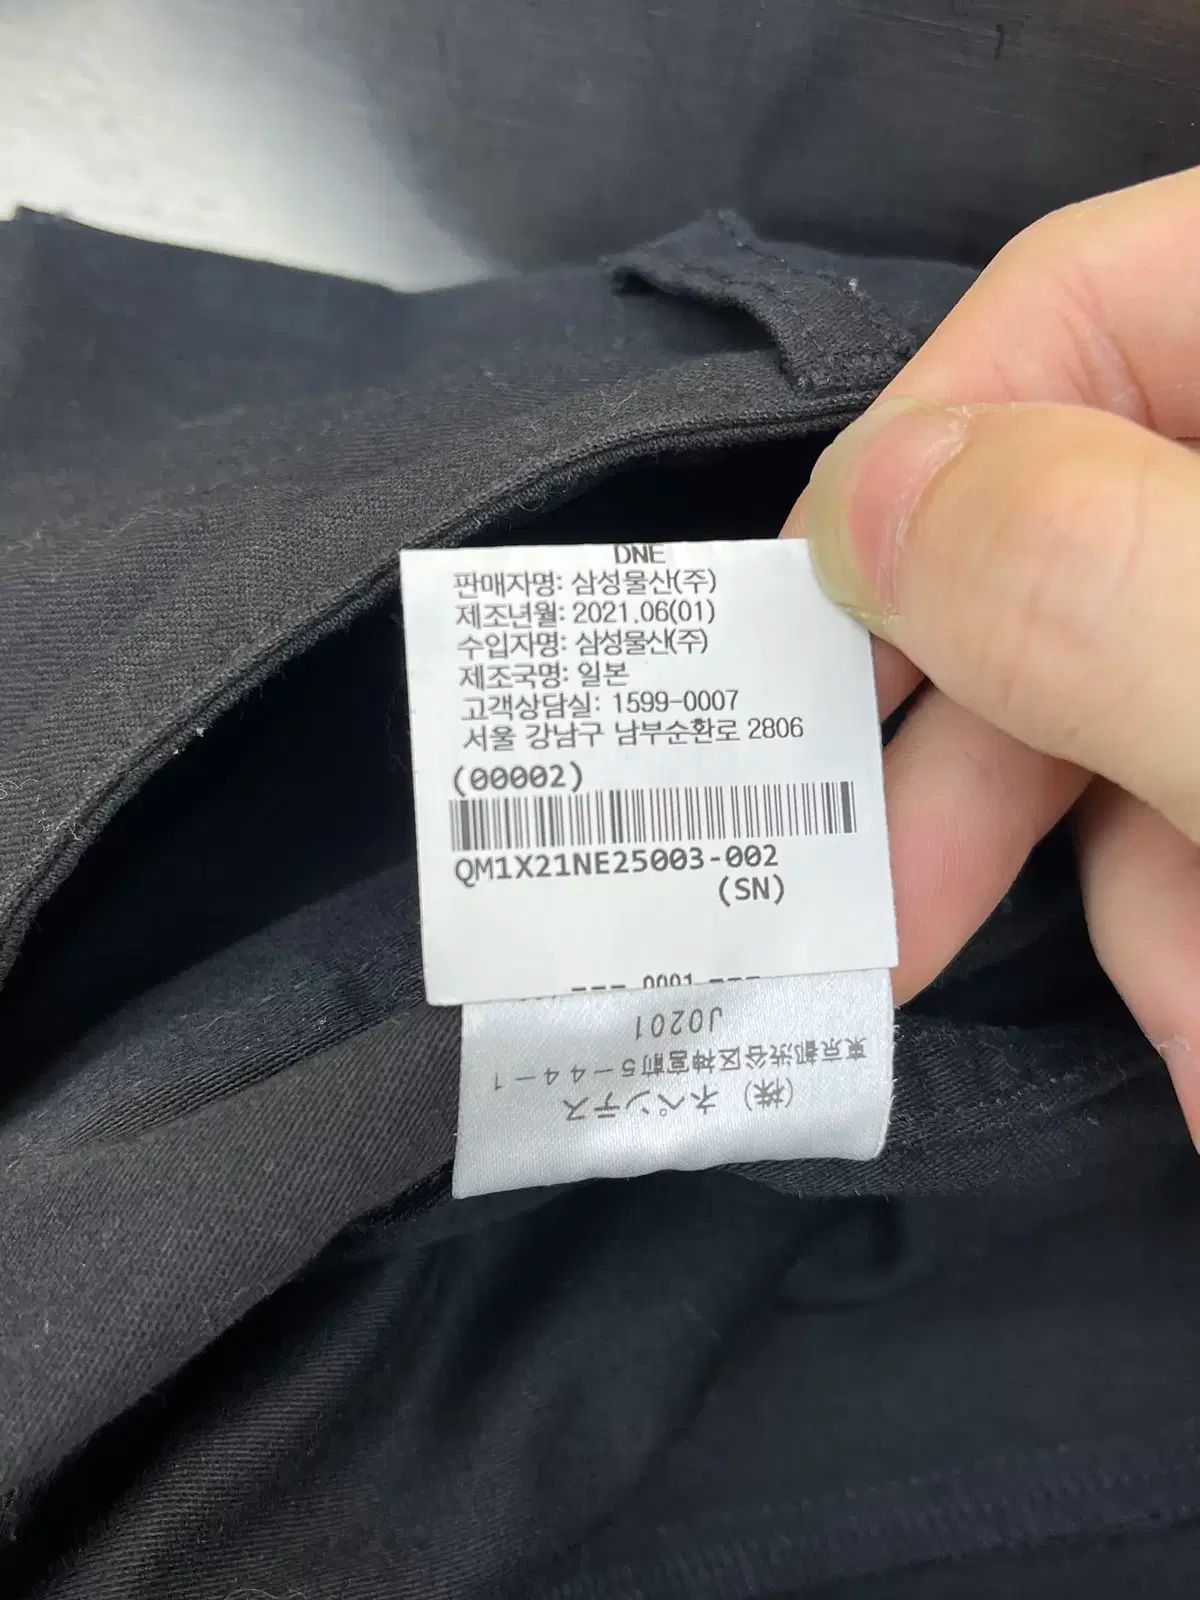 DNE
판매자명: 삼성물산(주)
제조년월: 2021.06(01)
수입자명: 삼성물산(주)
제조국명: 일본
고객상담실: 1599-0007
서울 강남구 남부순환로 2806
(00002)
QM1X21NE25003-002
(SN)
(株) ネペンテス
東京都渋谷区神宮前5-44-1
J0201